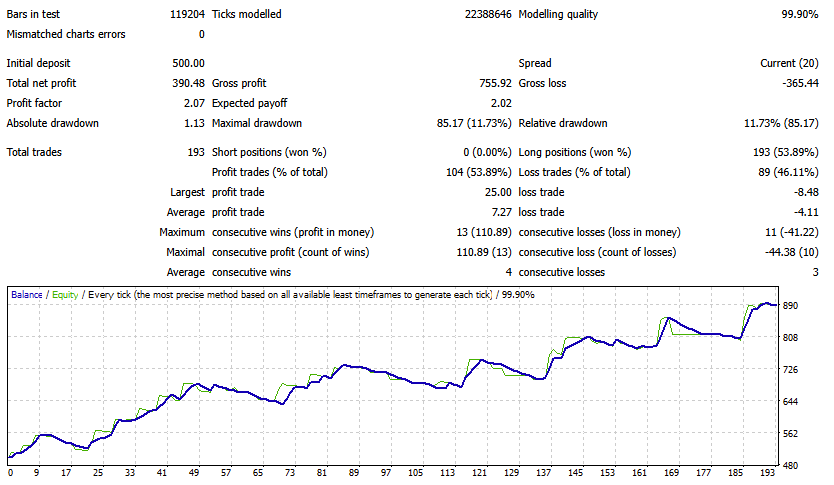 Bars in test 119204 Ticks modelled 22388646 Modelling quality 99.90%
Mismatched charts errors 0
Initial deposit 500.00 Spread Current (20)
Total net profit 390.48 Gross profit 755.92 Gross loss -365.44
Profit factor 2.07 Expected payoff 2.02
Absolute drawdown 1.13 Maximal drawdown 85.17 (11.73%) Relative drawdown 11.73% (85.17)
Total trades 193 Short positions (won %) 0 (0.00%) Long positions (won %) 193 (53.89%)
Profit trades (% of total) 104 (53.89%) Loss trades (% of total) 89 (46.11%)
Largest profit trade 25.00 loss trade -8.48
Average profit trade 7.27 loss trade -4.11
Maximum consecutive wins (profit in money) 13 (110.89) consecutive losses (loss in money) 11 (-41.22)
Maximal consecutive profit (count of wins) 110.89 (13) consecutive loss (count of losses) -44.38 (10)
Average consecutive wins 4 consecutive losses 3
Balance / Equity / Every tick (the most precise method based on all available least timeframes to generate each tick) / 99.90%
890
808
726
644
562
480
0 9 17 25 33 41 49 57 65 73 81 89 97 105 113 121 129 137 145 153 161 169 177 185 193